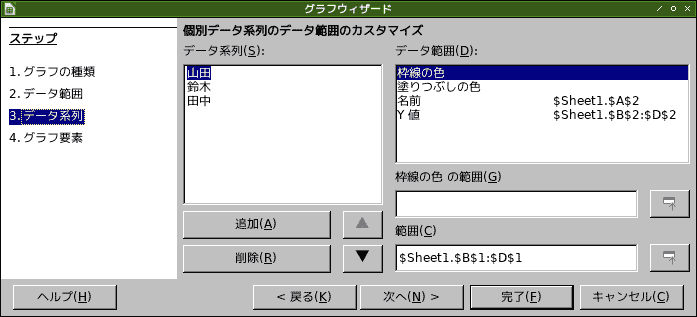 グラフウィザード
ステップ
1. グラフの種類
2. データ範囲
3. データ系列
4. グラフ要素
個別データ系列のデータ範囲のカスタマイズ
データ系列(S):
山田
鈴木
田中
追加(A)
削除(R)
データ範囲(D):
枠線の色
塗りつぶしの色
名前 $Sheet1.$A$2
Y 値 $Sheet1.$B$2:$D$2
枠線の色 の範囲(G)
範囲(C)
$Sheet1.$B$1:$D$1
ヘルプ(H)
< 戻る(K)
次へ(N) >
完了(F)
キャンセル(C)